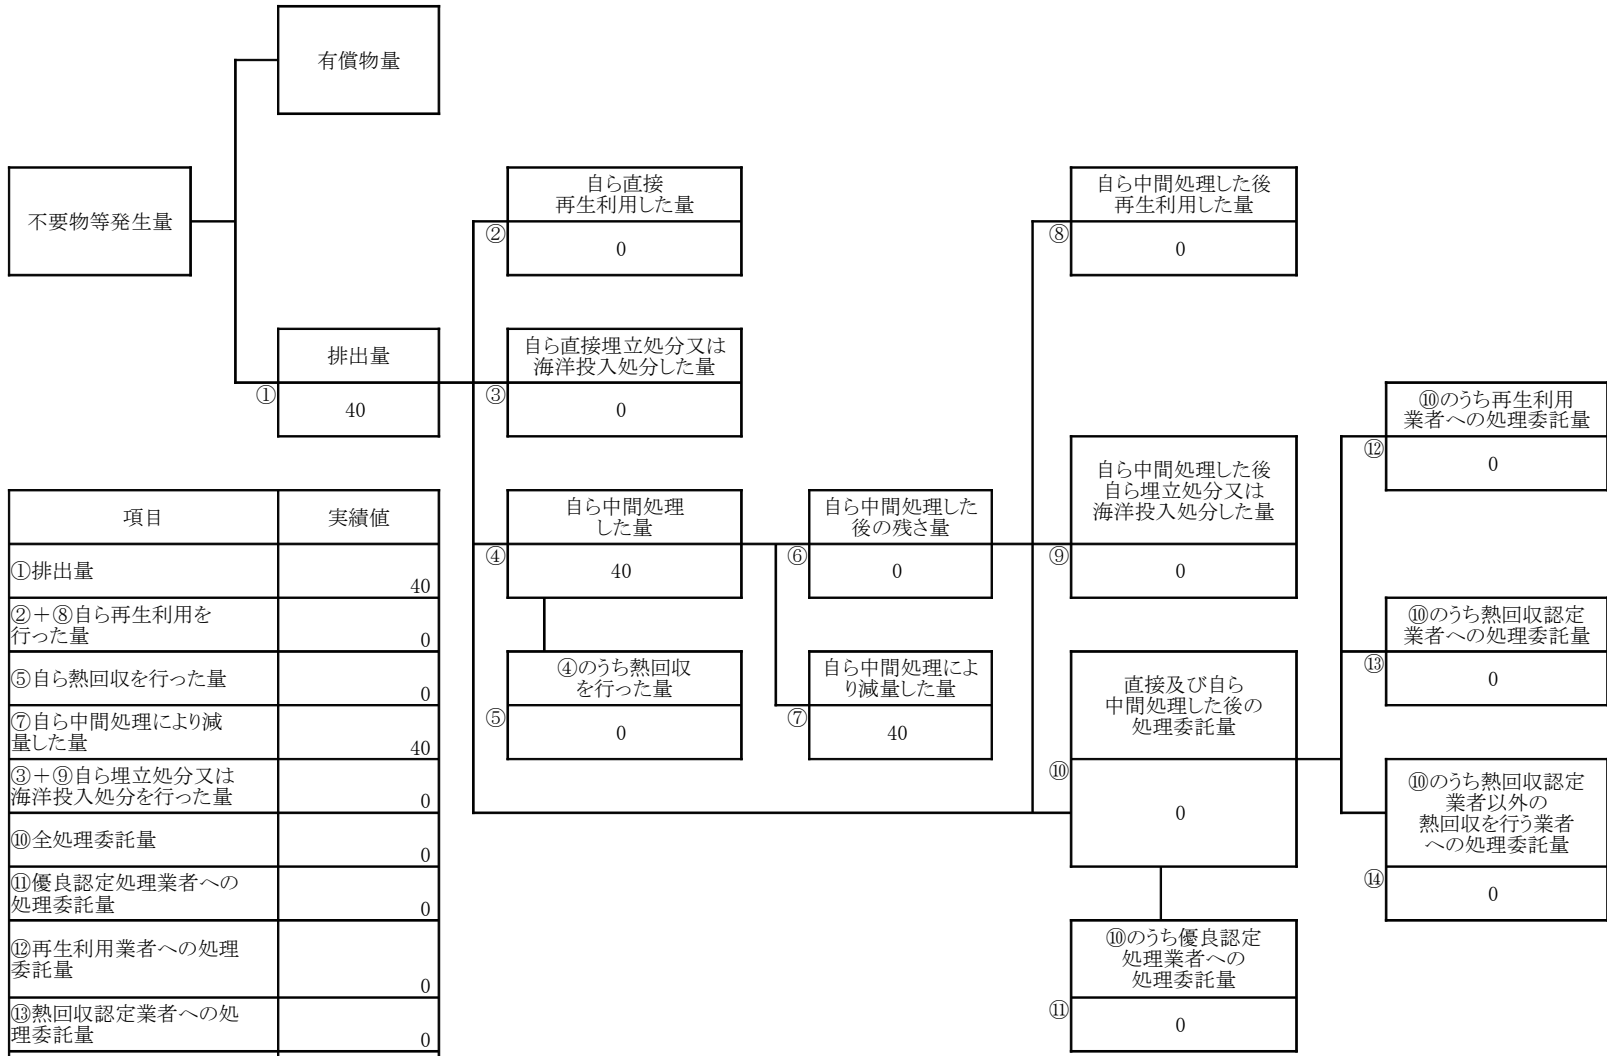 有償物量
不要物等発生量
自ら直接
再生利用した量
②
0
自ら中間処理した後
再生利用した量
⑧
0
排出量
①
40
自ら直接埋立処分又は
海洋投入処分した量
③
0
⑩のうち再生利用
業者への処理委託量
⑫
0
自ら中間処理
した量
④
40
自ら中間処理した
後の残さ量
⑥
0
自ら中間処理した後
自ら埋立処分又は
海洋投入処分した量
⑨
0
④のうち熱回収
を行った量
⑤
0
自ら中間処理によ
り減量した量
⑦
40
直接及び自ら
中間処理した後の
処理委託量
⑩
0
⑩のうち熱回収認定
業者への処理委託量
⑬
0
⑩のうち熱回収認定
業者以外の
熱回収を行う業者
への処理委託量
⑭
0
⑩のうち優良認定
処理業者への
処理委託量
⑪
0
項目 実績値
①排出量 40
②+⑧自ら再生利用を
行った量 0
⑤自ら熱回収を行った量 0
⑦自ら中間処理により減
量した量 40
③+⑨自ら埋立処分又は
海洋投入処分を行った量 0
⑩全処理委託量 0
⑪優良認定処理業者への
処理委託量 0
⑫再生利用業者への処理
委託量 0
⑬熱回収認定業者への処
理委託量 0